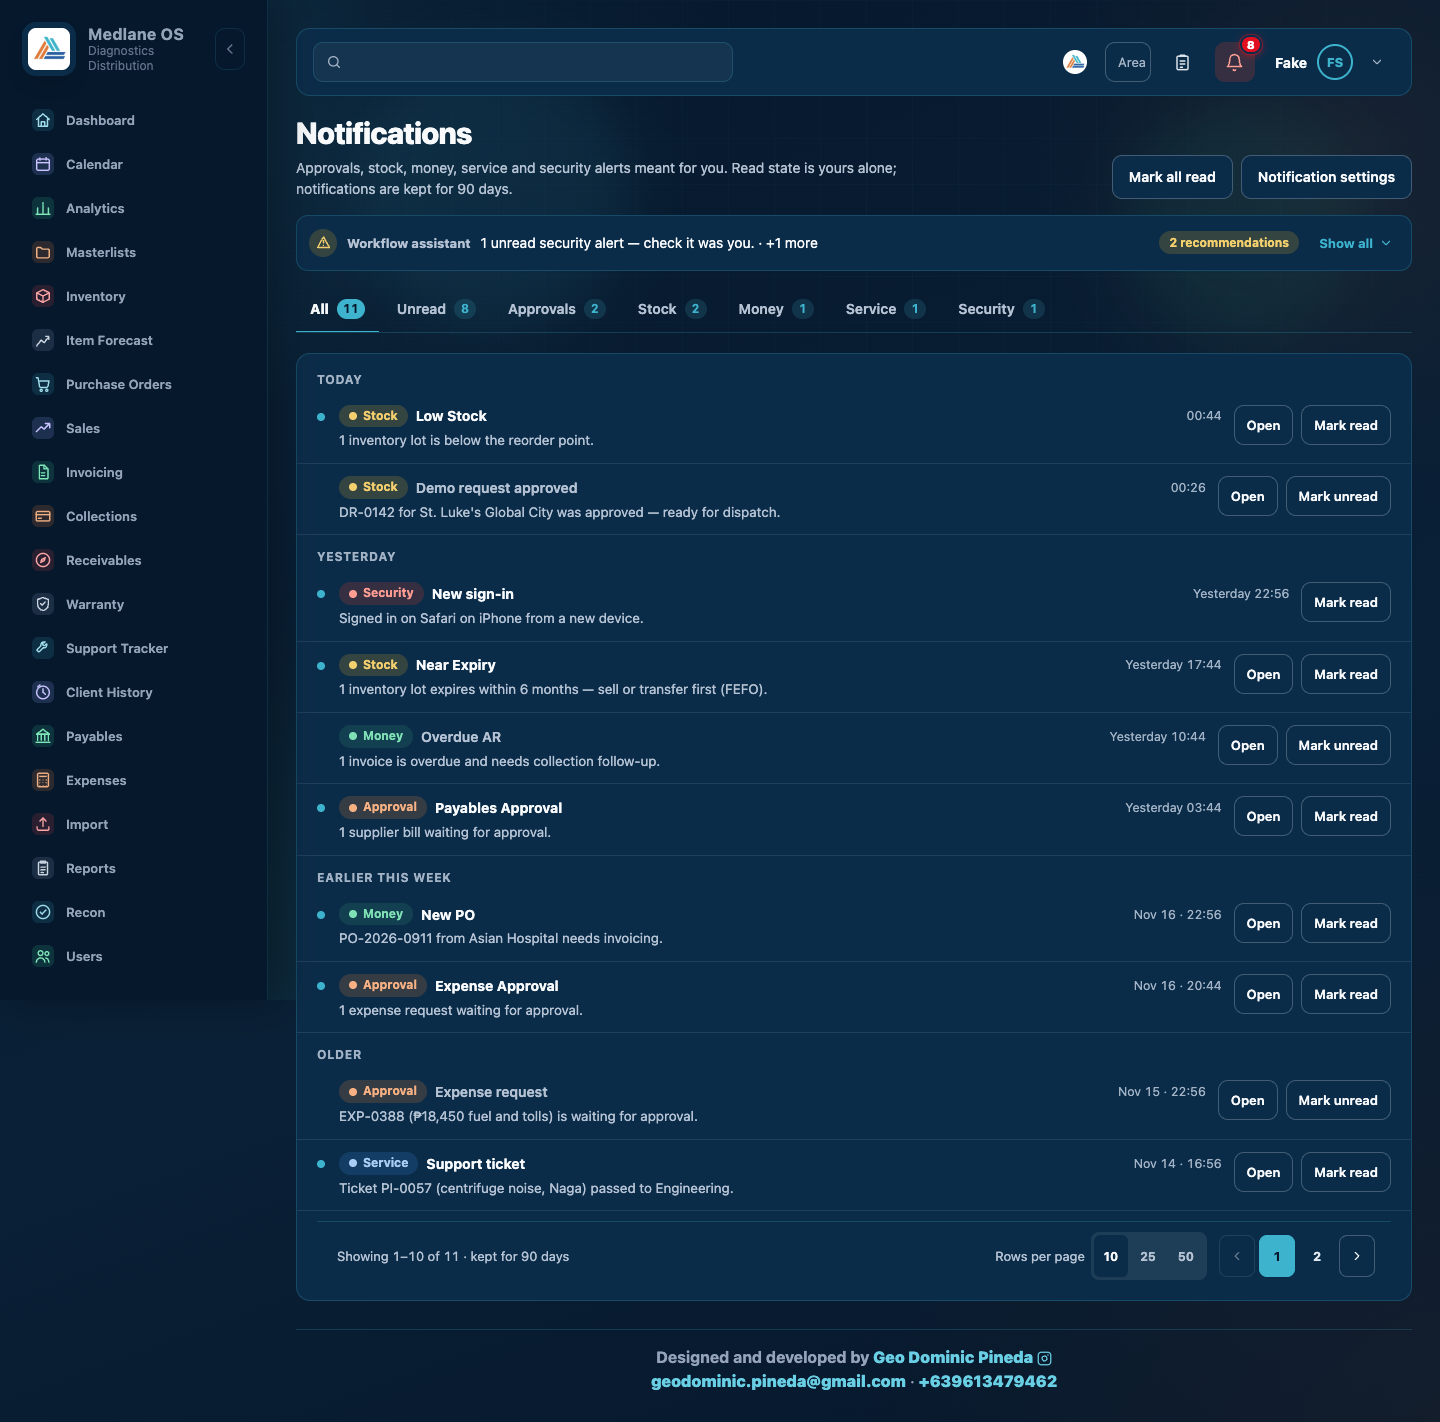 Medlane OS
Diagnostics
Distribution
Dashboard
Calendar
Analytics
Masterlists
Inventory
Item Forecast
Purchase Orders
Sales
Invoicing
Collections
Receivables
Warranty
Support Tracker
Client History
Payables
Expenses
Import
Reports
Recon
Users
Area
8
Fake
FS
Notifications
Approvals, stock, money, service and security alerts meant for you. Read state is yours alone;
notifications are kept for 90 days.
Mark all read
Notification settings
Workflow assistant 1 unread security alert — check it was you. · +1 more
2 recommendations
Show all
All 11
Unread 8
Approvals 2
Stock 2
Money 1
Service 1
Security 1
TODAY
Stock Low Stock 00:44 Open Mark read
1 inventory lot is below the reorder point.
Stock Demo request approved 00:26 Open Mark unread
DR-0142 for St. Luke's Global City was approved — ready for dispatch.
YESTERDAY
Security New sign-in Yesterday 22:56 Mark read
Signed in on Safari on iPhone from a new device.
Stock Near Expiry Yesterday 17:44 Open Mark read
1 inventory lot expires within 6 months — sell or transfer first (FEFO).
Money Overdue AR Yesterday 10:44 Open Mark unread
1 invoice is overdue and needs collection follow-up.
Approval Payables Approval Yesterday 03:44 Open Mark read
1 supplier bill waiting for approval.
EARLIER THIS WEEK
Money New PO Nov 16 · 22:56 Open Mark read
PO-2026-0911 from Asian Hospital needs invoicing.
Approval Expense Approval Nov 16 · 20:44 Open Mark read
1 expense request waiting for approval.
OLDER
Approval Expense request Nov 15 · 22:56 Open Mark unread
EXP-0388 (₱18,450 fuel and tolls) is waiting for approval.
Service Support ticket Nov 14 · 16:56 Open Mark read
Ticket PI-0057 (centrifuge noise, Naga) passed to Engineering.
Showing 1–10 of 11 · kept for 90 days
Rows per page 10 25 50 1 2
Designed and developed by Geo Dominic Pineda
geodominic.pineda@gmail.com · +639613479462